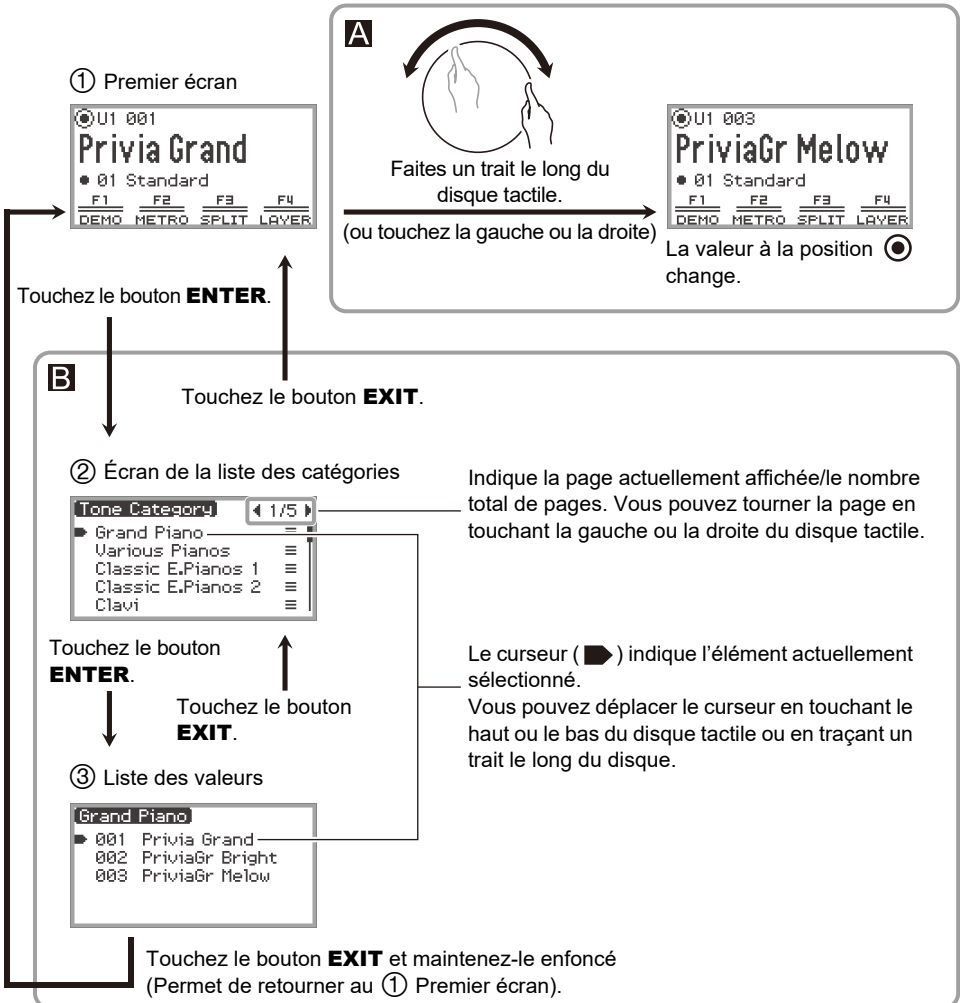 A
① Premier écran
U1 001
Privia Grand
01 Standard
F1 F2 F3 F4
DEMO METRO SPLIT LAYER
Faites un trait le long du
disque tactile.
(ou touchez la gauche ou la droite)
U1 003
PriviaGr Melow
01 Standard
F1 F2 F3 F4
DEMO METRO SPLIT LAYER
La valeur à la position
change.
Touchez le bouton ENTER.
B
Touchez le bouton EXIT.
② Écran de la liste des catégories
Tone Category 1/5
Grand Piano
Various Pianos
Classic E.Pianos 1
Classic E.Pianos 2
Clavi
Indique la page actuellement affichée/le nombre
total de pages. Vous pouvez tourner la page en
touchant la gauche ou la droite du disque tactile.
Touchez le bouton
ENTER.
Touchez le bouton
EXIT.
Le curseur ( ) indique l’élément actuellement
sélectionné.
Vous pouvez déplacer le curseur en touchant le
haut ou le bas du disque tactile ou en traçant un
trait le long du disque.
③ Liste des valeurs
Grand Piano
001 Privia Grand
002 PriviaGr Bright
003 PriviaGr Melow
Touchez le bouton EXIT et maintenez-le enfoncé
(Permet de retourner au ① Premier écran).